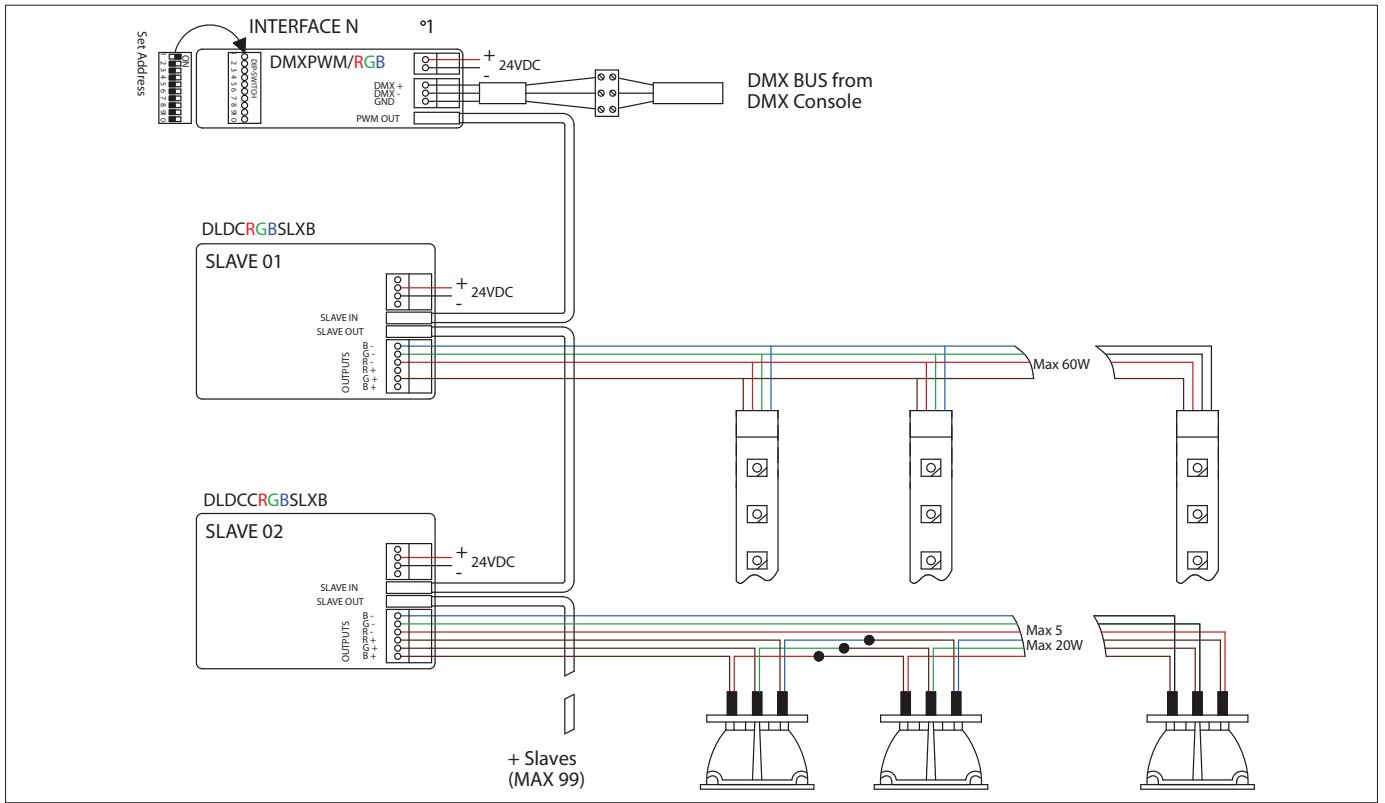 INTERFACE N °1
Set Address
ON
1 2 3 4 5 6 7 8 9 10
DIP-SWITCH
1 2 3 4 5 6 7 8 9 10
DMXPWM/RGB
+
24VDC
-
DMX +
DMX -
GND
PWM OUT
DMX BUS from
DMX Console
DLDCRGBSLXB
SLAVE 01
+
24VDC
-
SLAVE IN
SLAVE OUT
OUTPUTS
B -
G -
R -
R +
G +
B +
Max 60W
DLDCCRGBSLXB
SLAVE 02
+
24VDC
-
SLAVE IN
SLAVE OUT
OUTPUTS
B -
G -
R -
R +
G +
B +
Max 5
Max 20W
+ Slaves
(MAX 99)